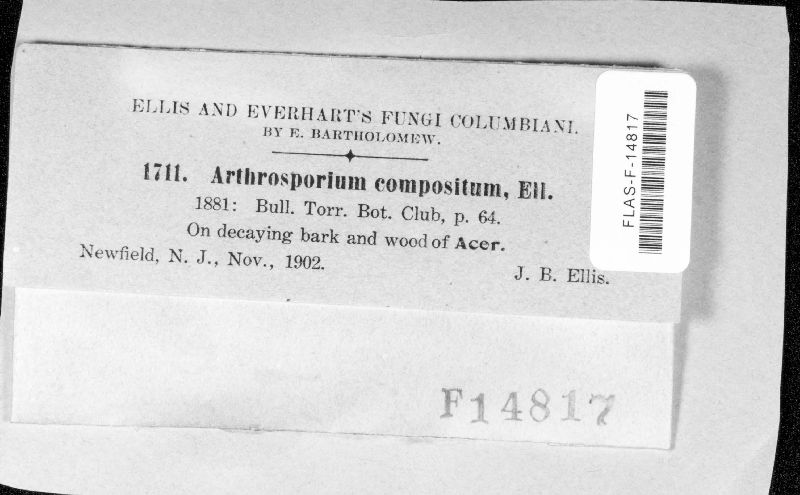 ELLIS AND EVERHART'S FUNGI COLUMBIANI.
BY E. BARTHOLOMEW.
1711. Arthrosporium compositum, Ell.
1881: Bull. Torr. Bot. Club, p. 64.
On decaying bark and wood of Acer.
Newfield, N. J., Nov., 1902.
J. B. Ellis.
FLAS-F-14817
F14817